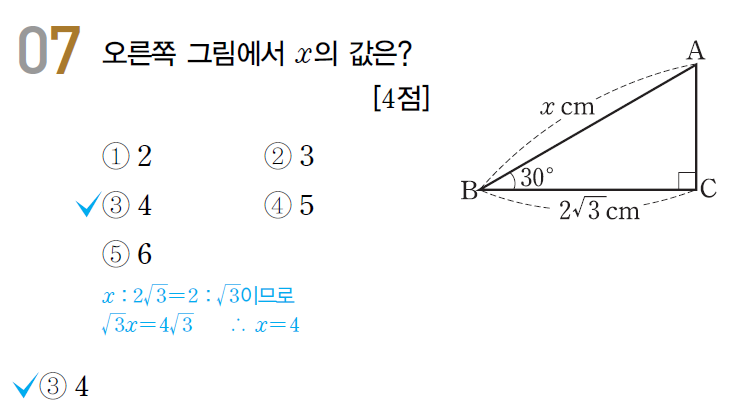 07 오른쪽 그림에서 x의 값은?
[4점]
① 2 ② 3
③ 4 ④ 5
⑤ 6
x : 2√3=2 : √3이므로
√3x=4√3 ∴ x=4
③ 4
A
x cm
B 30° C
2√3 cm